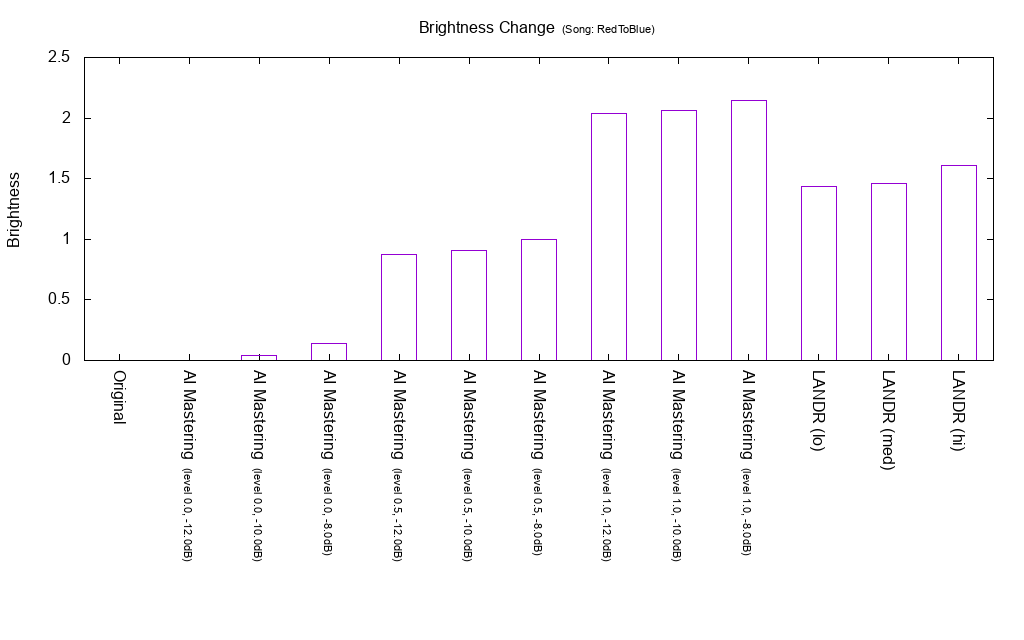 Brightness Change (Song: RedToBlue)
Brightness
2.5
2
1.5
1
0.5
0
Original
AI Mastering (level 0.0, -12.0dB)
AI Mastering (level 0.0, -10.0dB)
AI Mastering (level 0.0, -8.0dB)
AI Mastering (level 0.5, -12.0dB)
AI Mastering (level 0.5, -10.0dB)
AI Mastering (level 0.5, -8.0dB)
AI Mastering (level 1.0, -12.0dB)
AI Mastering (level 1.0, -10.0dB)
AI Mastering (level 1.0, -8.0dB)
LANDR (lo)
LANDR (med)
LANDR (hi)